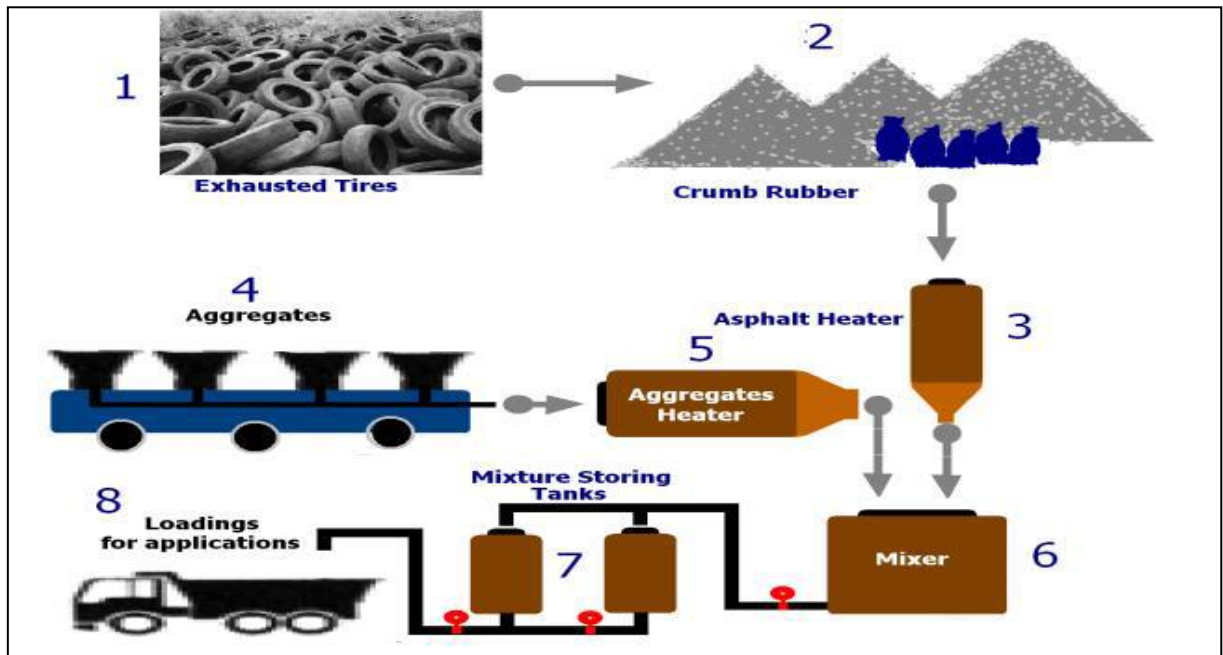 1
Exhausted Tires
2
Crumb Rubber
Asphalt Heater
3
4
Aggregates
5
Aggregates
Heater
Mixer
6
Mixture Storing
Tanks
7
8
Loadings
for applications